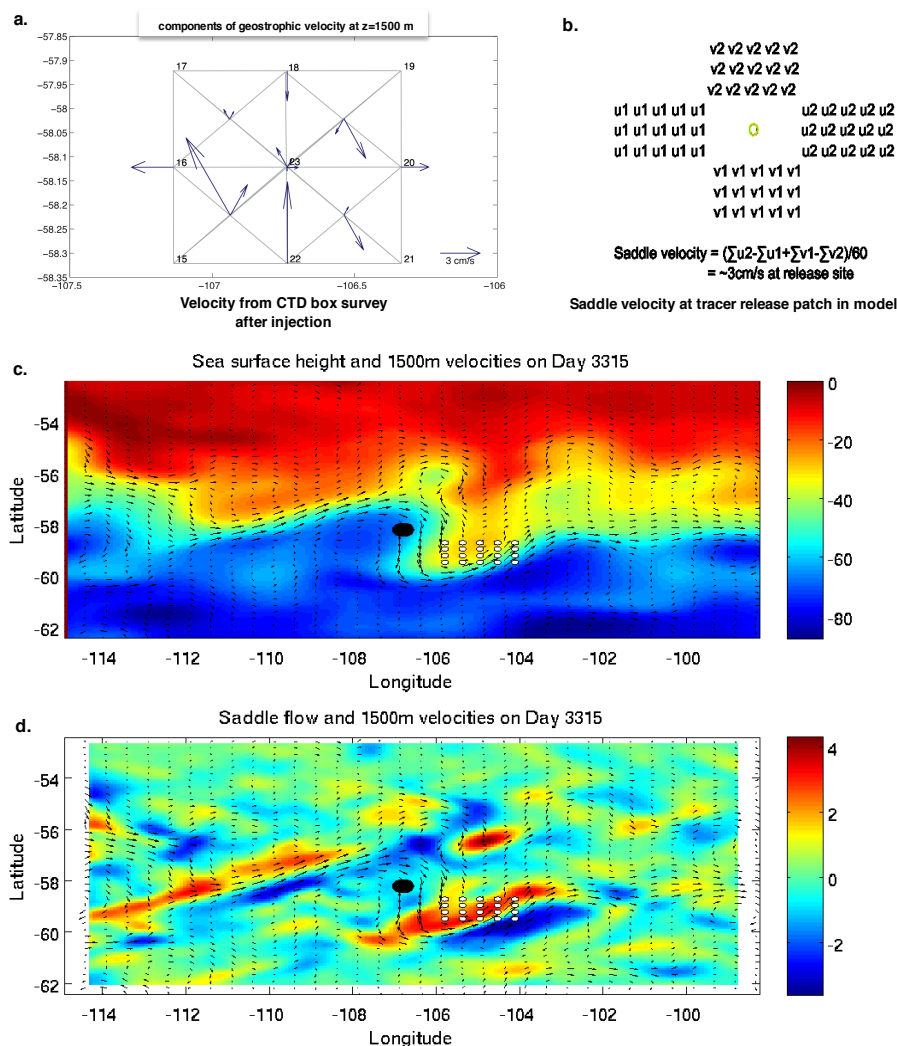 a.
components of geostrophic velocity at z=1500 m
−57.85
−57.9
−57.95
−58
−58.05
−58.1
−58.15
−58.2
−58.25
−58.3
−58.35
17
18
19
16
23
20
15
22
21
3 cm/s
−107.5
−107
−106.5
−106
Velocity from CTD box survey
after injection
b.
v2 v2 v2 v2 v2
v2 v2 v2 v2 v2
v2 v2 v2 v2 v2
u1 u1 u1 u1 u1
u2 u2 u2 u2 u2
u1 u1 u1 u1 u1
u2 u2 u2 u2 u2
u1 u1 u1 u1 u1
u2 u2 u2 u2 u2
v1 v1 v1 v1 v1
v1 v1 v1 v1 v1
v1 v1 v1 v1 v1
Saddle velocity = (∑u2-∑u1+∑v1-∑v2)/60
= ~3cm/s at release site
Saddle velocity at tracer release patch in model
c.
Sea surface height and 1500m velocities on Day 3315
Latitude
-54
-56
-58
-60
-62
-114
-112
-110
-108
-106
-104
-102
-100
Longitude
0
-20
-40
-60
-80
d.
Saddle flow and 1500m velocities on Day 3315
Latitude
-54
-56
-58
-60
-62
-114
-112
-110
-108
-106
-104
-102
-100
Longitude
4
2
0
-2